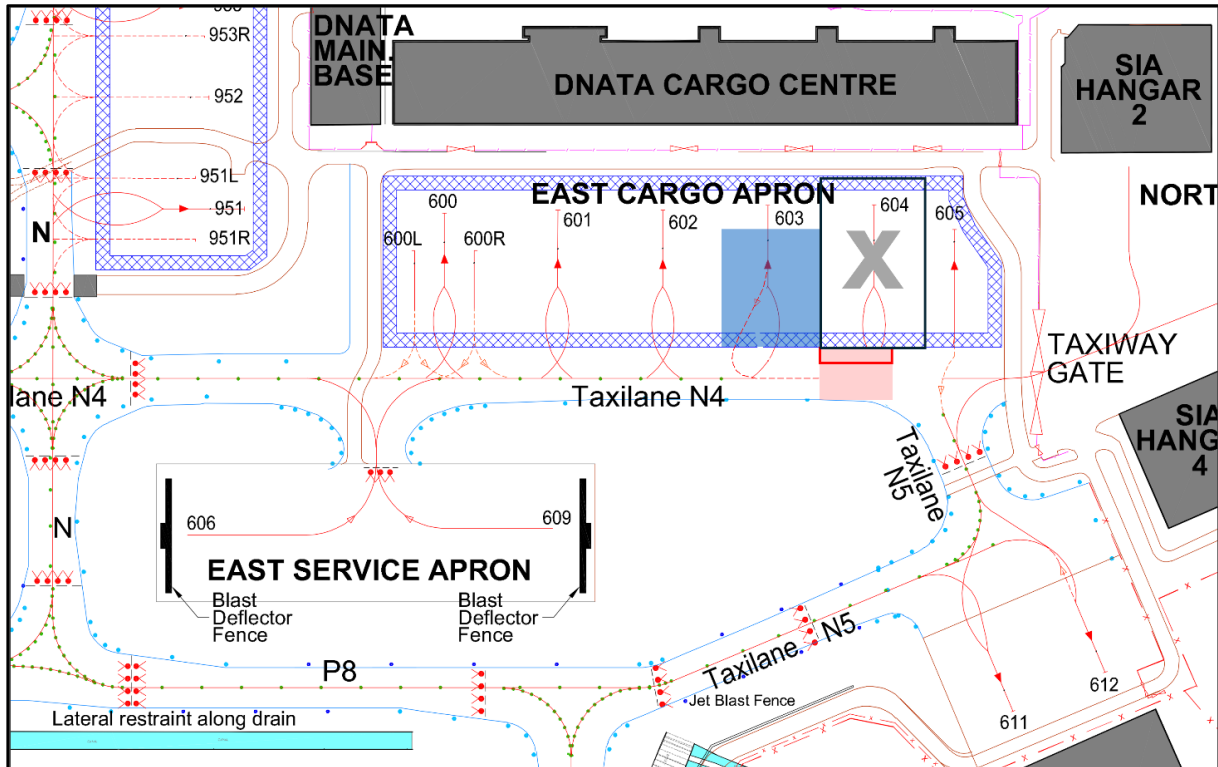 953R
952
951L
951
951R
N
DNATA
MAIN.
BASE
DNATA CARGO CENTRE
SIA
HANGAR
2
EAST CARGO APRON
NORT
600
601
602
603
604
605
600L
600R
X
TAXIWAY
GATE
lane N4
Taxilane N4
SIA
HANG
4
Taxilane
N5
N
606
609
EAST SERVICE APRON
Blast
Deflector
Fence
Blast
Deflector
Fence
P8
Taxilane N5
Jet Blast Fence
612
611
Lateral restraint along drain